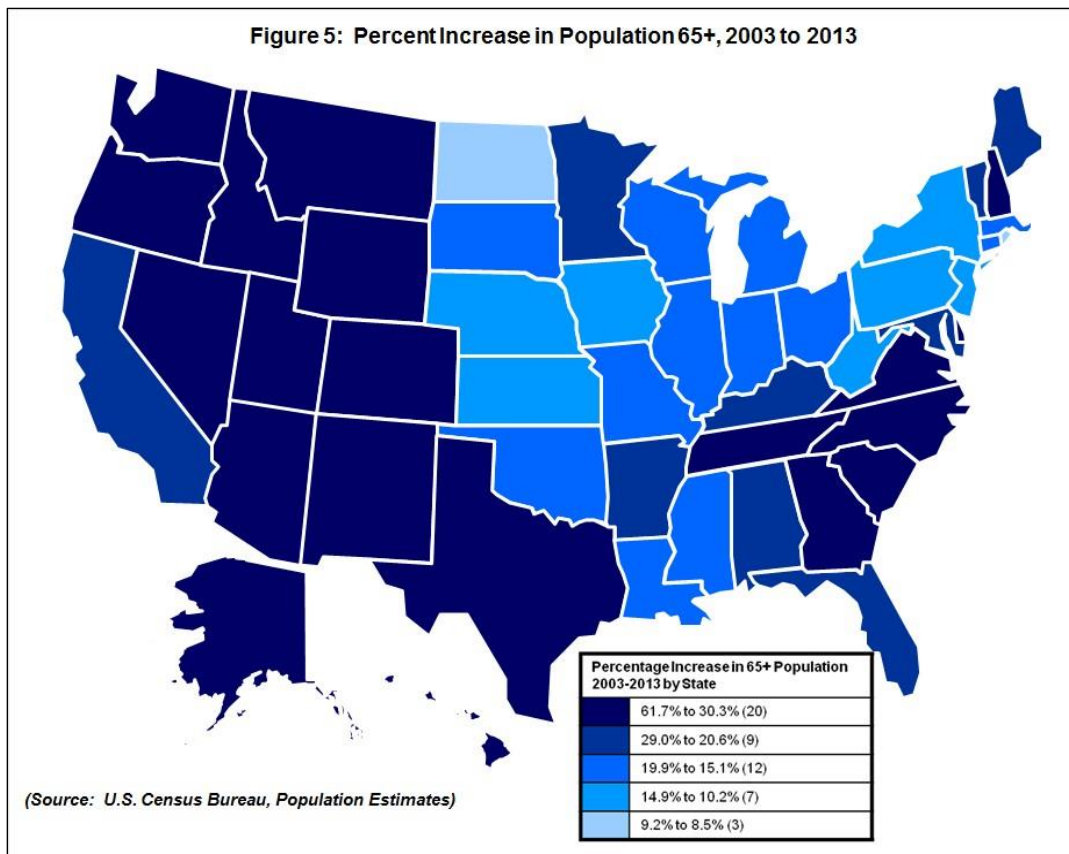 Figure 5: Percent Increase in Population 65+, 2003 to 2013
Percentage Increase in 65+ Population
2003-2013 by State
61.7% to 30.3% (20)
29.0% to 20.6% (9)
19.9% to 15.1% (12)
14.9% to 10.2% (7)
9.2% to 8.5% (3)
(Source: U.S. Census Bureau, Population Estimates)